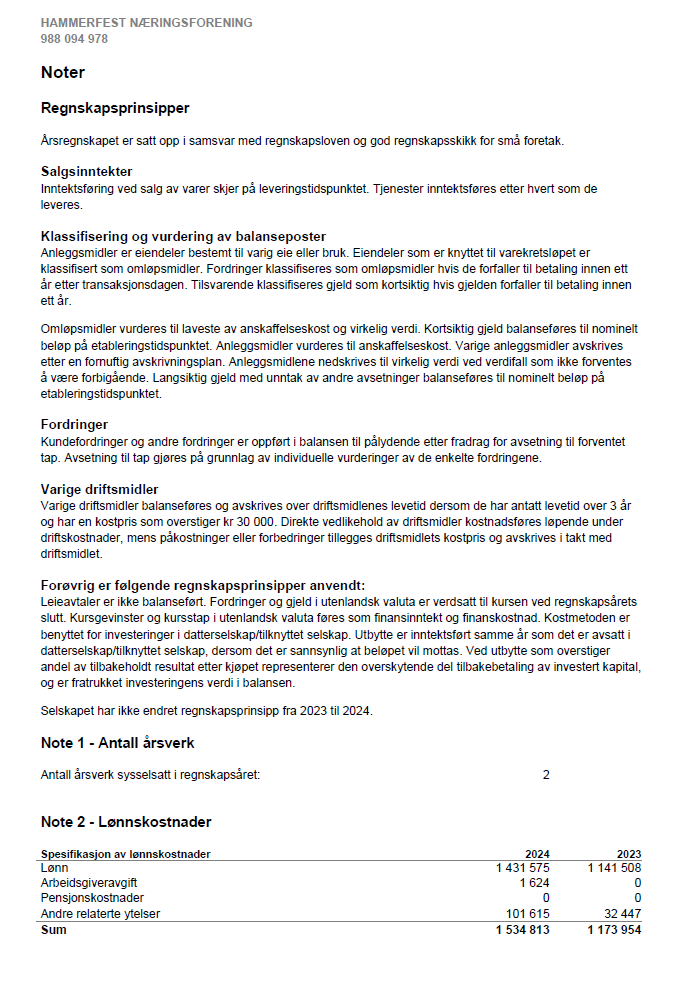 HAMMERFEST NÆRINGSFORENING
988 094 978
Noter
Regnskapsprinsipper
Årsregnskapet er satt opp i samsvar med regnskapsloven og god regnskapsskikk for små foretak.
Salgsinntekter
Inntektsføring ved salg av varer skjer på leveringstidspunktet. Tjenester inntektsføres etter hvert som de
leveres.
Klassifisering og vurdering av balanseposter
Anleggsmidler er eiendeler bestemt til varig eie eller bruk. Eiendeler som er knyttet til varekretsløpet er
klassifisert som omløpsmidler. Fordringer klassifiseres som omløpsmidler hvis de forfaller til betaling innen ett
år etter transaksjonsdagen. Tilsvarende klassifiseres gjeld som kortsiktig hvis gjelden forfaller til betaling innen
ett år.
Omløpsmidler vurderes til laveste av anskaffelseskost og virkelig verdi. Kortsiktig gjeld balanseføres til nominelt
beløp på etableringstidspunktet. Anleggsmidler vurderes til anskaffelseskost. Varige anleggsmidler avskrives
etter en fornuftig avskrivningsplan. Anleggsmidlene nedskrives til virkelig verdi ved verdifall som ikke forventes
å være forbigående. Langsiktig gjeld med unntak av andre avsetninger balanseføres til nominelt beløp på
etableringstidspunktet.
Fordringer
Kundefordringer og andre fordringer er oppført i balansen til pålydende etter fradrag for avsetning til forventet
tap. Avsetning til tap gjøres på grunnlag av individuelle vurderinger av de enkelte fordringene.
Varige driftsmidler
Varige driftsmidler balanseføres og avskrives over driftsmidlenes levetid dersom de har antatt levetid over 3 år
og har en kostpris som overstiger kr 30 000. Direkte vedlikehold av driftsmidler kostnadsføres løpende under
driftskostnader, mens påkostninger eller forbedringer tillegges driftsmidlets kostpris og avskrives i takt med
driftsmidlet.
Forøvrig er følgende regnskapsprinsipper anvendt:
Leieavtaler er ikke balanseført. Fordringer og gjeld i utenlandsk valuta er verdsatt til kursen ved regnskapsårets
slutt. Kursgevinster og kursstap i utenlandsk valuta føres som finansinntekt og finanskostnad. Kostmetoden er
benyttet for investeringer i datterselskap/tilknyttet selskap. Utbytte er inntektsført samme år som det er avsatt i
datterselskap/tilknyttet selskap, dersom det er sannsynlig at beløpet vil mottas. Ved utbytte som overstiger
andel av tilbakeholdt resultat etter kjøpet representerer den overskytende del tilbakebetaling av investert kapital,
og er fratrukket investeringens verdi i balansen.
Selskapet har ikke endret regnskapsprinsipp fra 2023 til 2024.
Note 1 - Antall årsverk
Antall årsverk sysselsatt i regnskapsåret: 2
Note 2 - Lønnskostnader
Spesifikasjon av lønnskostnader 2024 2023
Lønn 1 431 575 1 141 508
Arbeidsgiveravgift 1 624 0
Pensjonskostnader 0 0
Andre relaterte ytelser 101 615 32 447
Sum 1 534 813 1 173 954